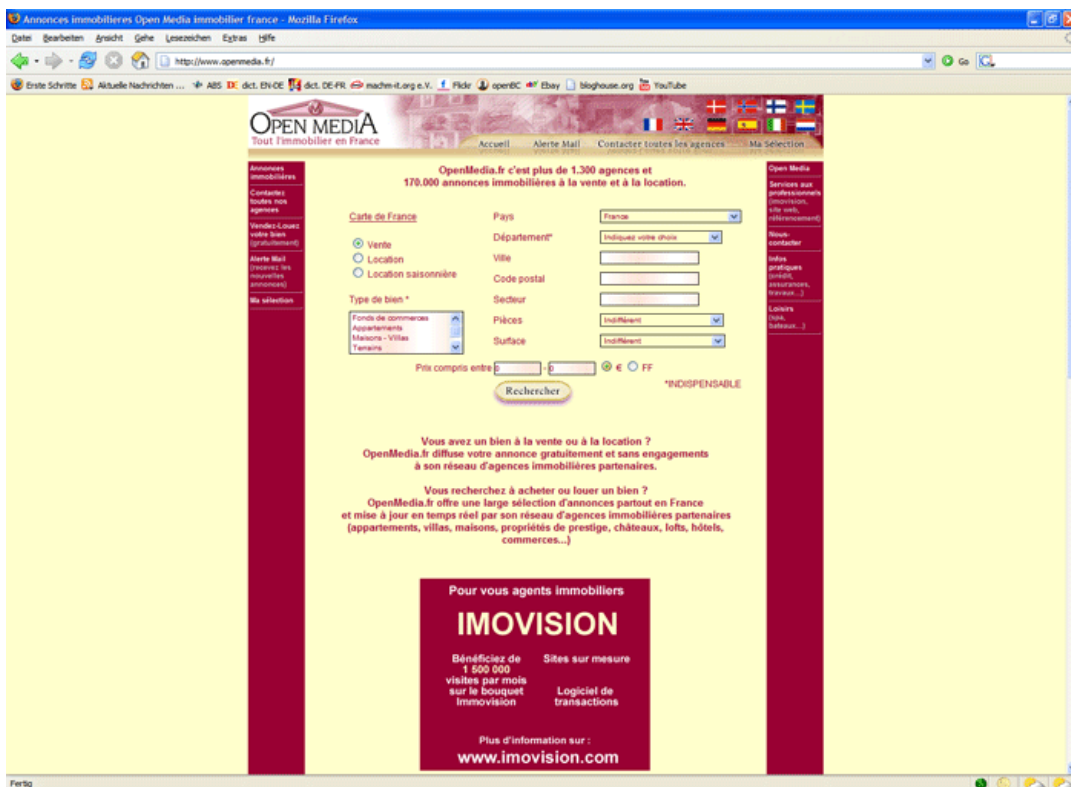 Annonces immobilieres Open Media immobilier france - Mozilla Firefox
Datei Bearbeiten Ansicht Gehe Lesezeichen Extras Hilfe
http://www.openmedia.fr/
Go
Erste Schritte Aktuelle Nachrichten ... ABS dict. EN-DE dict. DE-FR machm-it.org e.V. Flickr openBC Ebay bloghouse.org YouTube
OPEN MEDIA
Tout l'immobilier en France
Accueil Alerte Mail Contacter toutes les agences Ma Sélection
Annonces
immobilières
Contactez
toutes nos
agences
Vendez-Louez
votre bien
(gratuitement)
Alerte Mail
(recevez les
nouvelles
annonces)
Ma sélection
OpenMedia.fr c'est plus de 1.300 agences et
170.000 annonces immobilières à la vente et à la location.
Carte de France
Vente
Location
Location saisonnière
Type de bien *
Fonds de commerces
Appartements
Maisons - Villas
Terrains
Pays France
Département* Indiquez votre choix
Ville
Code postal
Secteur
Pièces Indifférent
Surface Indifférent
Prix compris entre 0 - 0 € FF
*INDISPENSABLE
Rechercher
Vous avez un bien à la vente ou à la location ?
OpenMedia.fr diffuse votre annonce gratuitement et sans engagements
à son réseau d'agences immobilières partenaires.
Vous recherchez à acheter ou louer un bien ?
OpenMedia.fr offre une large sélection d'annonces partout en France
et mise à jour en temps réel par son réseau d'agences immobilières partenaires
(appartements, villas, maisons, propriétés de prestige, châteaux, lofts, hôtels,
commerces...)
Pour vous agents immobiliers
IMOVISION
Bénéficiez de
1 500 000
visites par mois
sur le bouquet
Immovision
Sites sur mesure
Logiciel de
transactions
Plus d'information sur :
www.imovision.com
Open Media
Services aux
professionnels
(imovision,
site web,
référencement)
Nous-
contacter
Infos
pratiques
(crédit,
assurances,
travaux...)
Loisirs
(spa,
bateaux...)
Fertig